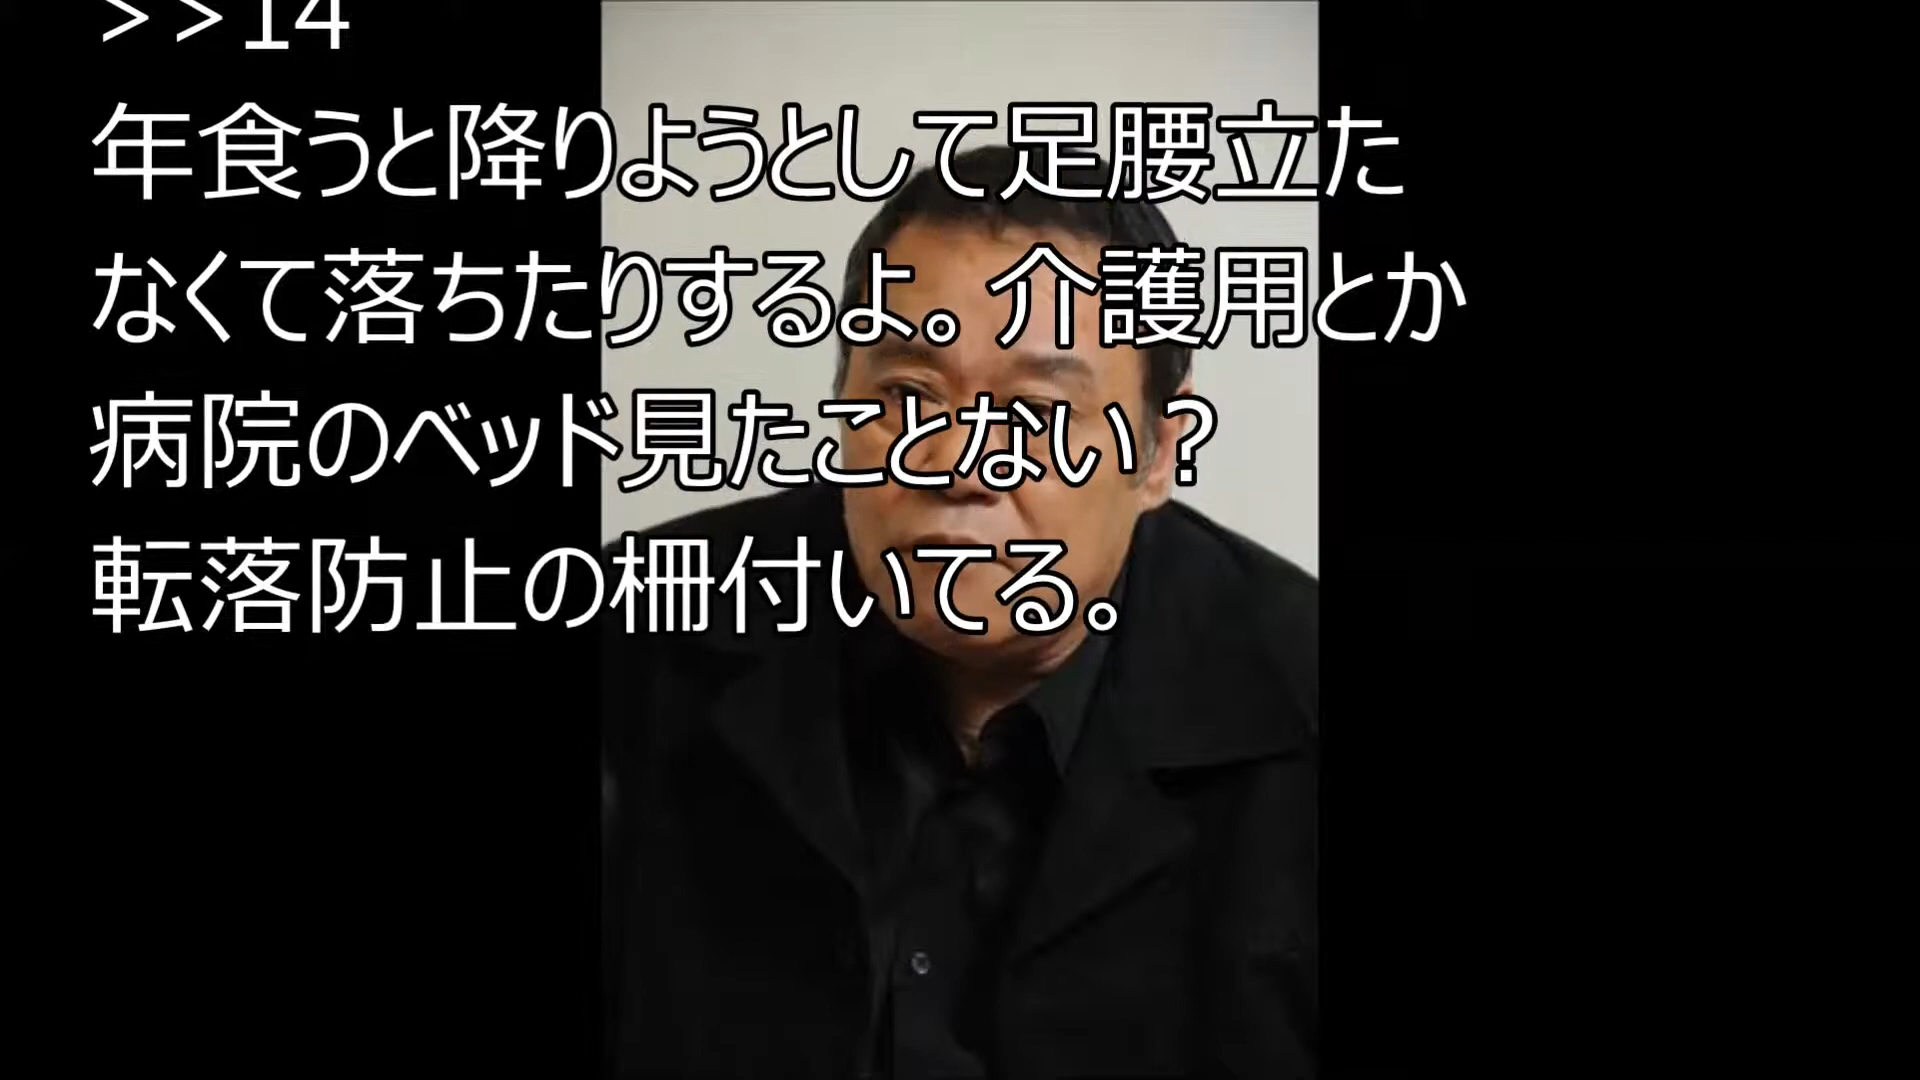 >>14
年食うと降りようとして足腰立た
なくて落ちたりするよ。介護用とか
病院のベッド見たことない？
転落防止の柵付いてる。